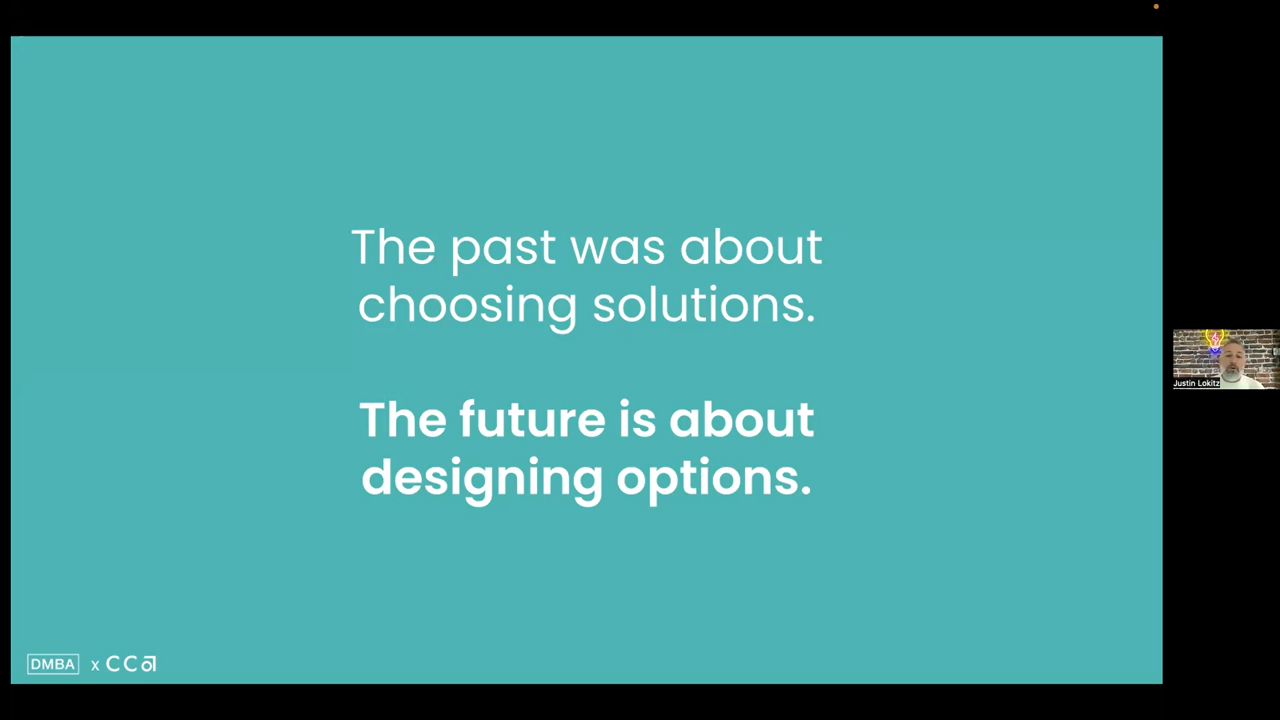 The past was about
choosing solutions.
The future is about
designing options.
DMBA x CCa
Justin Lokitz